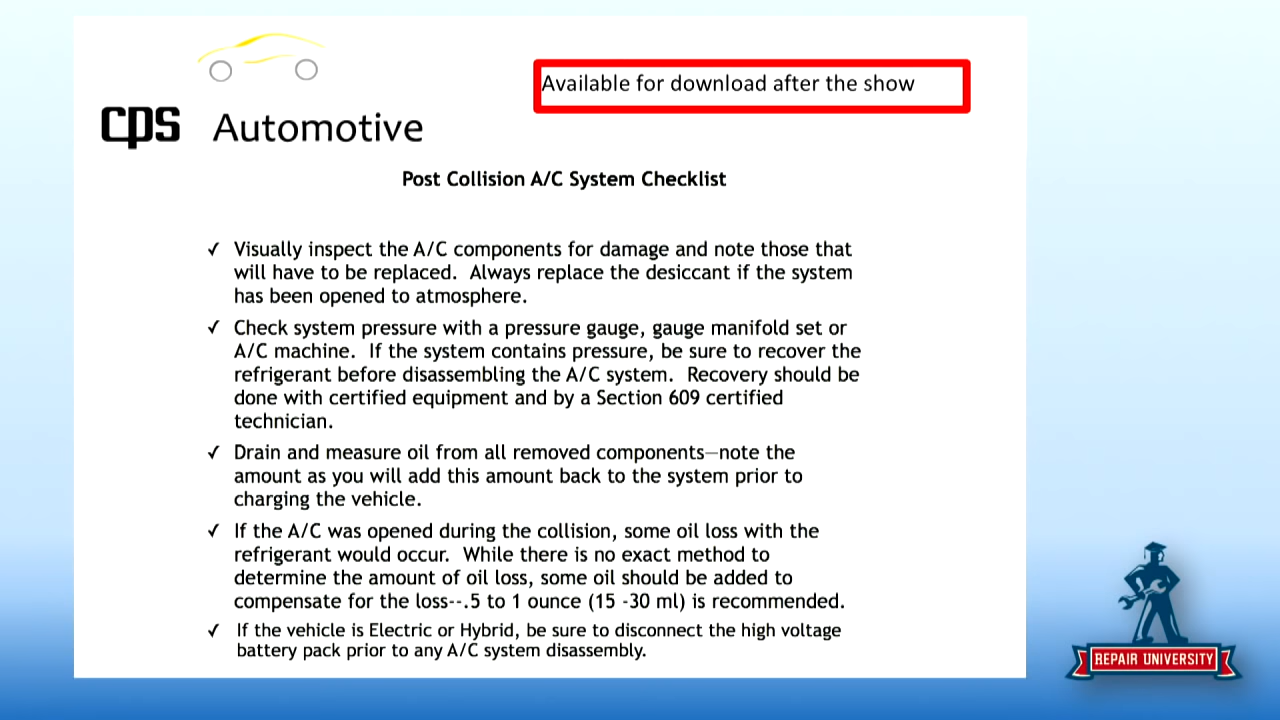 Available for download after the show
cps Automotive
Post Collision A/C System Checklist
✓ Visually inspect the A/C components for damage and note those that
will have to be replaced. Always replace the desiccant if the system
has been opened to atmosphere.
✓ Check system pressure with a pressure gauge, gauge manifold set or
A/C machine. If the system contains pressure, be sure to recover the
refrigerant before disassembling the A/C system. Recovery should be
done with certified equipment and by a Section 609 certified
technician.
✓ Drain and measure oil from all removed components—note the
amount as you will add this amount back to the system prior to
charging the vehicle.
✓ If the A/C was opened during the collision, some oil loss with the
refrigerant would occur. While there is no exact method to
determine the amount of oil loss, some oil should be added to
compensate for the loss--.5 to 1 ounce (15 -30 ml) is recommended.
✓ If the vehicle is Electric or Hybrid, be sure to disconnect the high voltage
battery pack prior to any A/C system disassembly.
REPAIR UNIVERSITY